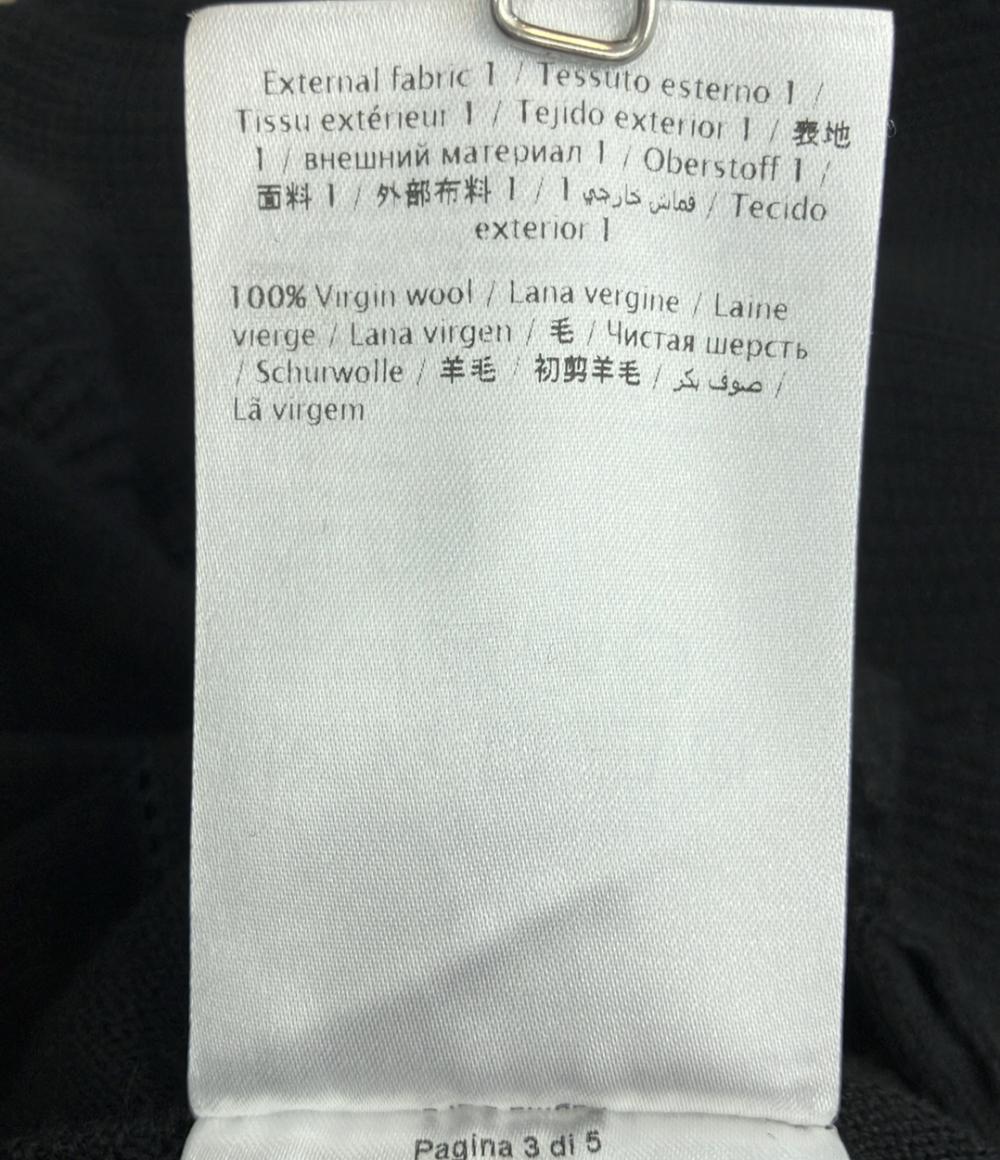 External fabric 1 / Tessuto esterno 1 /
Tissu extérieur 1 / Tejido exterior 1 / 表地
1 / внешний материал 1 / Oberstoff 1 /
面料 1 / 外部布料 1 / قماش خارجي 1 / Tecido
exterior 1
100% Virgin wool / Lana vergine / Laine
vierge / Lana virgen / 毛 / Чистая шерсть
/ Schurwolle / 羊毛 / 初剪羊毛 / صوف بكر /
Lã virgem
Pagina 3 di 5